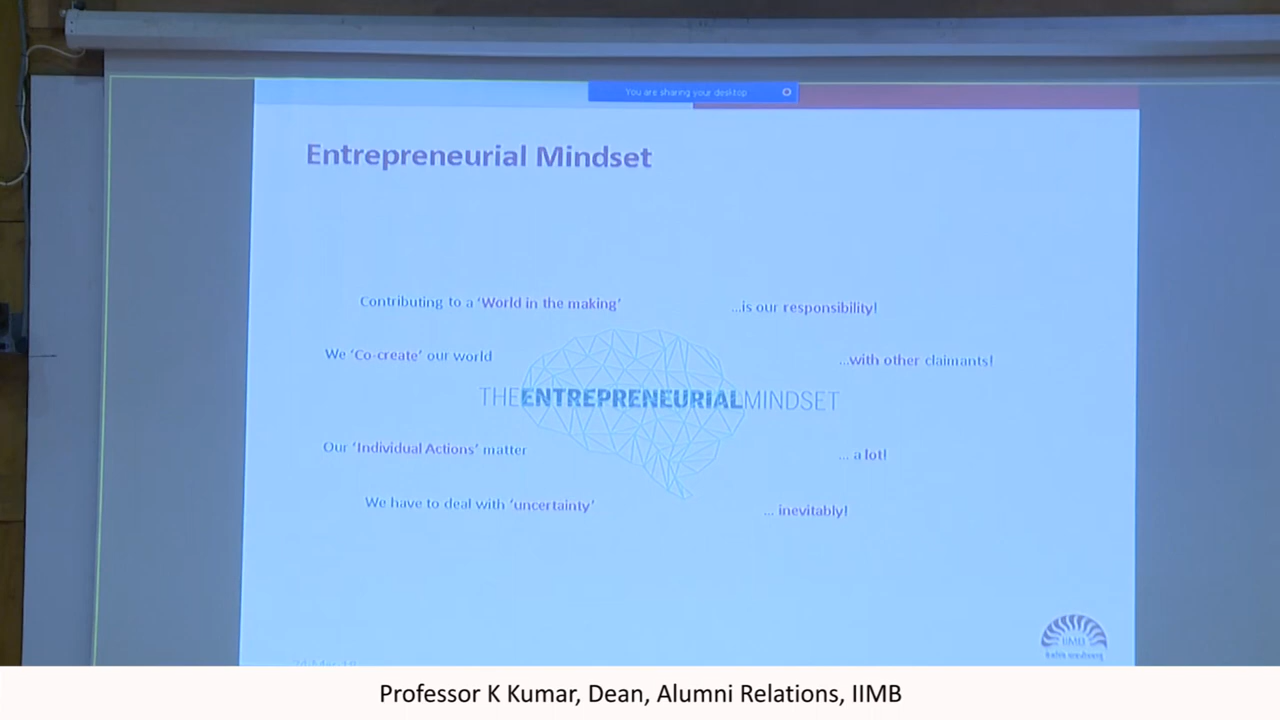 You are sharing your desktop
Entrepreneurial Mindset
Contributing to a ‘World in the making’ ...is our responsibility!
We ‘Co-create’ our world ...with other claimants!
THEENTREPRENEURIALMINDSET
Our ‘Individual Actions’ matter ... a lot!
We have to deal with ‘uncertainty’ ... inevitably!
IIMB
Professor K Kumar, Dean, Alumni Relations, IIMB